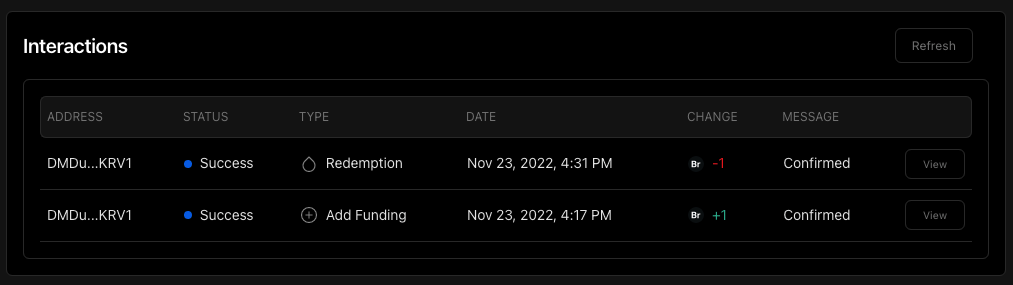 Interactions Refresh
ADDRESS STATUS TYPE DATE CHANGE MESSAGE
DMDu...KRV1 Success Redemption Nov 23, 2022, 4:31 PM Br -1 Confirmed View
DMDu...KRV1 Success Add Funding Nov 23, 2022, 4:17 PM Br +1 Confirmed View